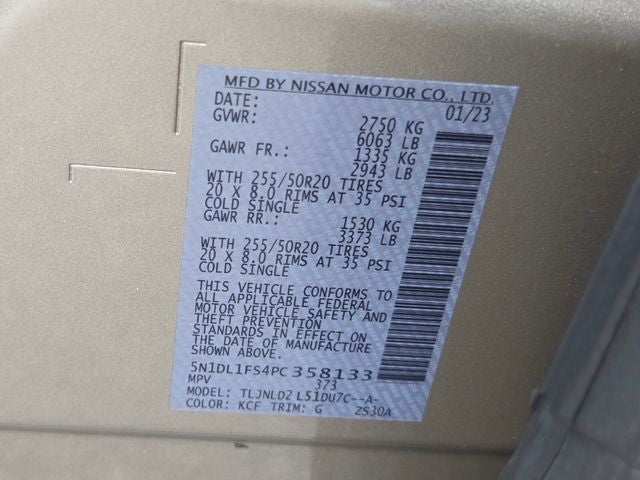 MFD BY NISSAN MOTOR CO., LTD.
DATE: 01/23
GVWR: 2750 KG
6063 LB
GAWR FR.: 1335 KG
2943 LB
WITH 255/50R20 TIRES
20 X 8.0 RIMS AT 35 PSI
COLD SINGLE
GAWR RR.: 1530 KG
3373 LB
WITH 255/50R20 TIRES
20 X 8.0 RIMS AT 35 PSI
COLD SINGLE
THIS VEHICLE CONFORMS TO
ALL APPLICABLE FEDERAL
MOTOR VEHICLE SAFETY AND
THEFT PREVENTION
STANDARDS IN EFFECT ON
THE DATE OF MANUFACTURE
SHOWN ABOVE.
5N1DL1FS4PC358133
MPV 373
MODEL: TLJNLD2 L51DU7C--A-
COLOR: KCF TRIM: G ZS30A